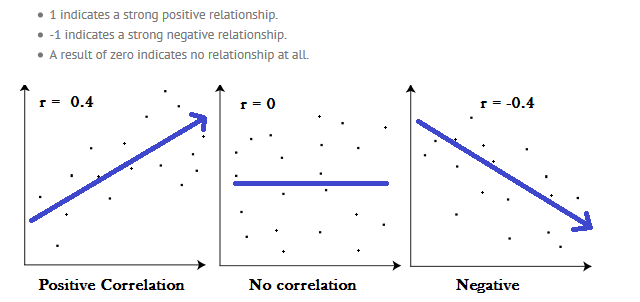 1 indicates a strong positive relationship.
-1 indicates a strong negative relationship.
A result of zero indicates no relationship at all.
r = 0.4
r = 0
r = -0.4
Positive Correlation
No correlation
Negative